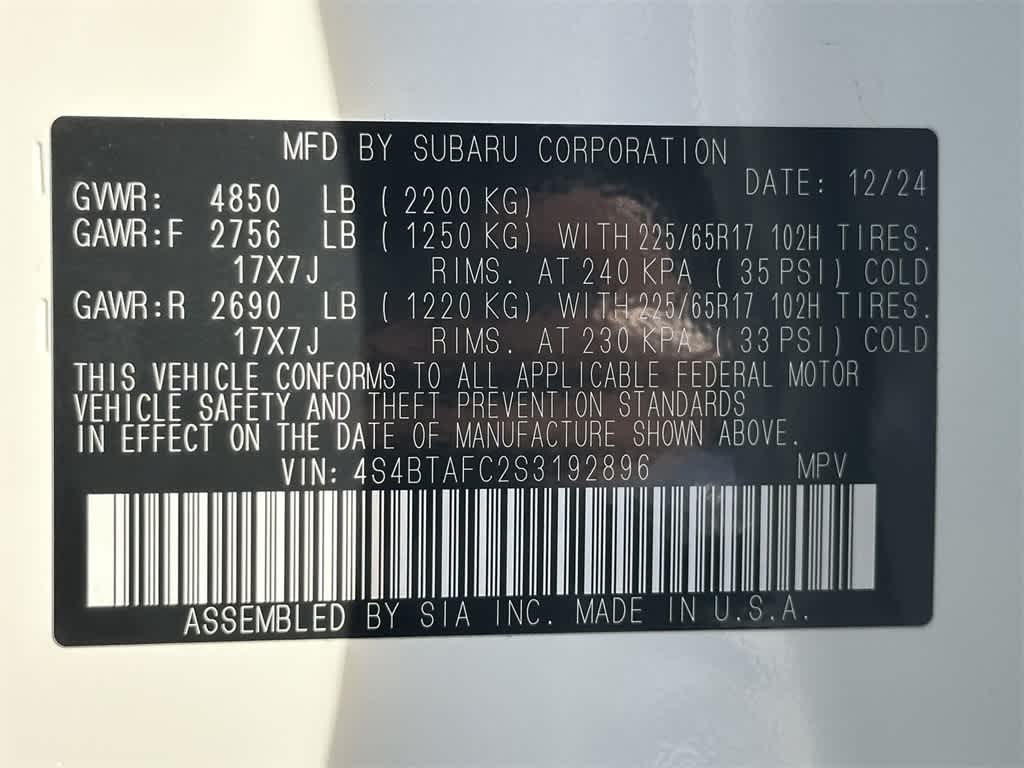 MFD BY SUBARU CORPORATION
DATE: 12/24
GVWR: 4850 LB ( 2200 KG)
GAWR:F 2756 LB ( 1250 KG) WITH 225/65R17 102H TIRES.
17X7J RIMS. AT 240 KPA ( 35 PSI) COLD
GAWR:R 2690 LB ( 1220 KG) WITH 225/65R17 102H TIRES.
17X7J RIMS. AT 230 KPA ( 33 PSI) COLD
THIS VEHICLE CONFORMS TO ALL APPLICABLE FEDERAL MOTOR
VEHICLE SAFETY AND THEFT PREVENTION STANDARDS
IN EFFECT ON THE DATE OF MANUFACTURE SHOWN ABOVE.
VIN: 4S4BTAFC2S3192896 MPV
ASSEMBLED BY SIA INC. MADE IN U.S.A.